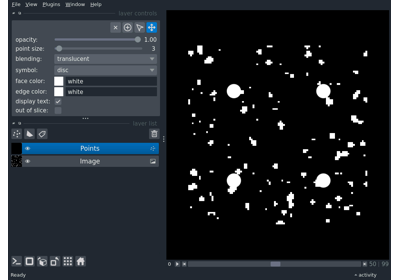 File View Plugins Window Help
layer controls
opacity: 1.00
point size: 3
blending: translucent
symbol: disc
face color: white
edge color: white
display text:
out of slice:
layer list
Points
Image
50 99
Ready
activity